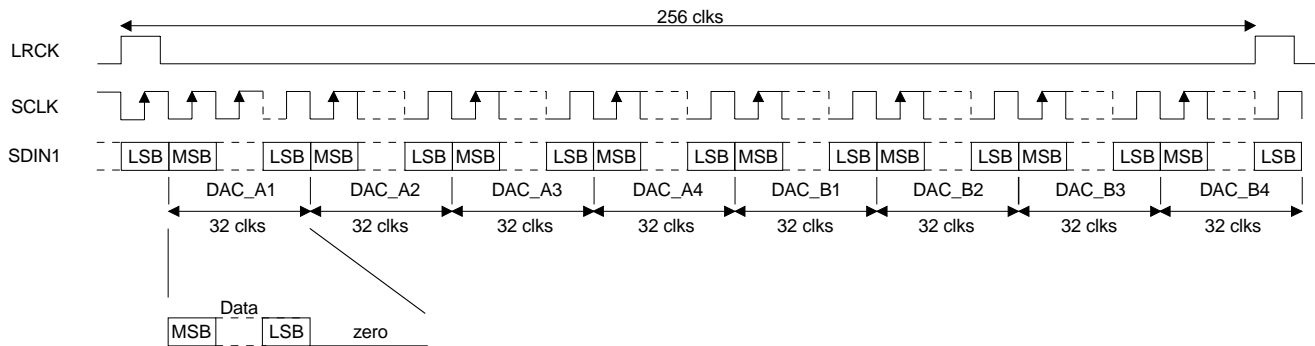 256 clks
LRCK
SCLK
SDIN1
LSB MSB LSB MSB LSB MSB LSB MSB LSB MSB LSB MSB LSB MSB LSB MSB LSB
DAC_A1 DAC_A2 DAC_A3 DAC_A4 DAC_B1 DAC_B2 DAC_B3 DAC_B4
32 clks 32 clks 32 clks 32 clks 32 clks 32 clks 32 clks 32 clks
Data
MSB LSB zero